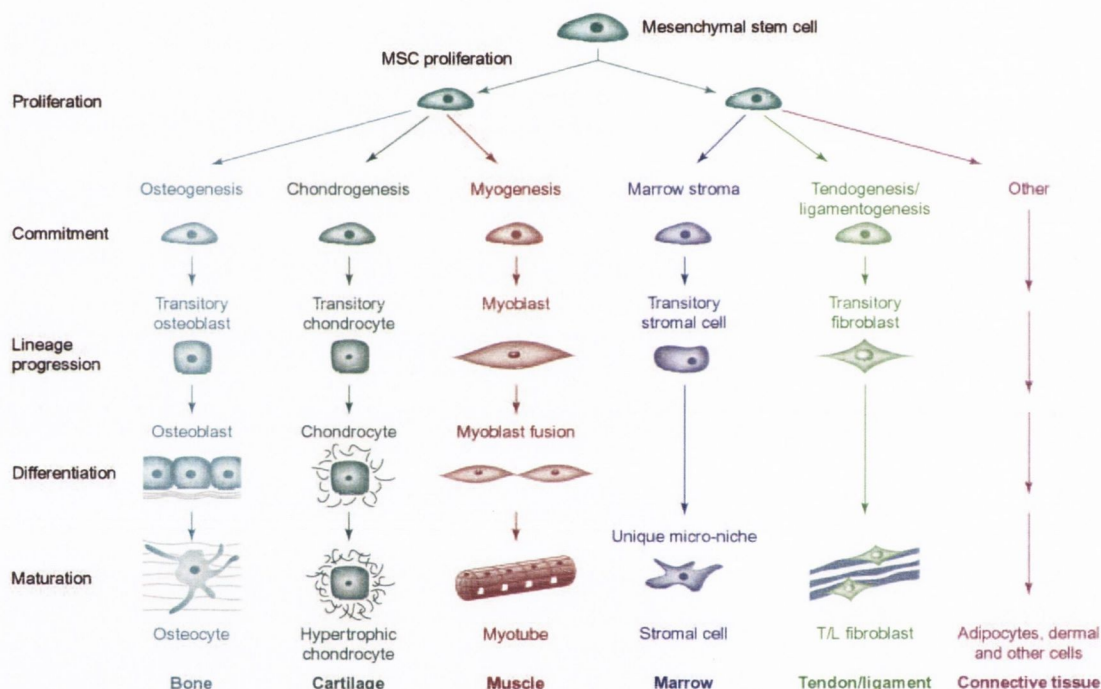 Mesenchymal stem cell
MSC proliferation
Proliferation
Osteogenesis
Chondrogenesis
Myogenesis
Marrow stroma
Tendogenesis/
ligamentogenesis
Other
Commitment
Transitory
osteoblast
Transitory
chondrocyte
Myoblast
Transitory
stromal cell
Transitory
fibroblast
Lineage
progression
Osteoblast
Chondrocyte
Myoblast fusion
Differentiation
Unique micro-niche
Maturation
Osteocyte
Hypertrophic
chondrocyte
Myotube
Stromal cell
T/L fibroblast
Adipocytes, dermal
and other cells
Bone
Cartilage
Muscle
Marrow
Tendon/ligament
Connective tissue